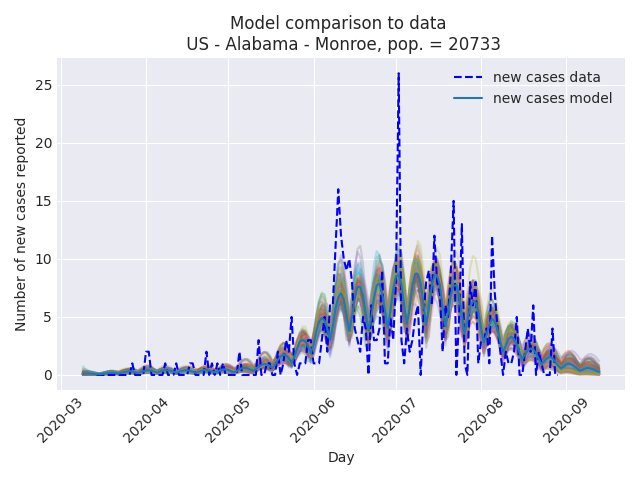 Model comparison to data
US - Alabama - Monroe, pop. = 20733
new cases data
new cases model
Number of new cases reported
25
20
15
10
5
0
2020-03
2020-04
2020-05
2020-06
2020-07
2020-08
2020-09
Day